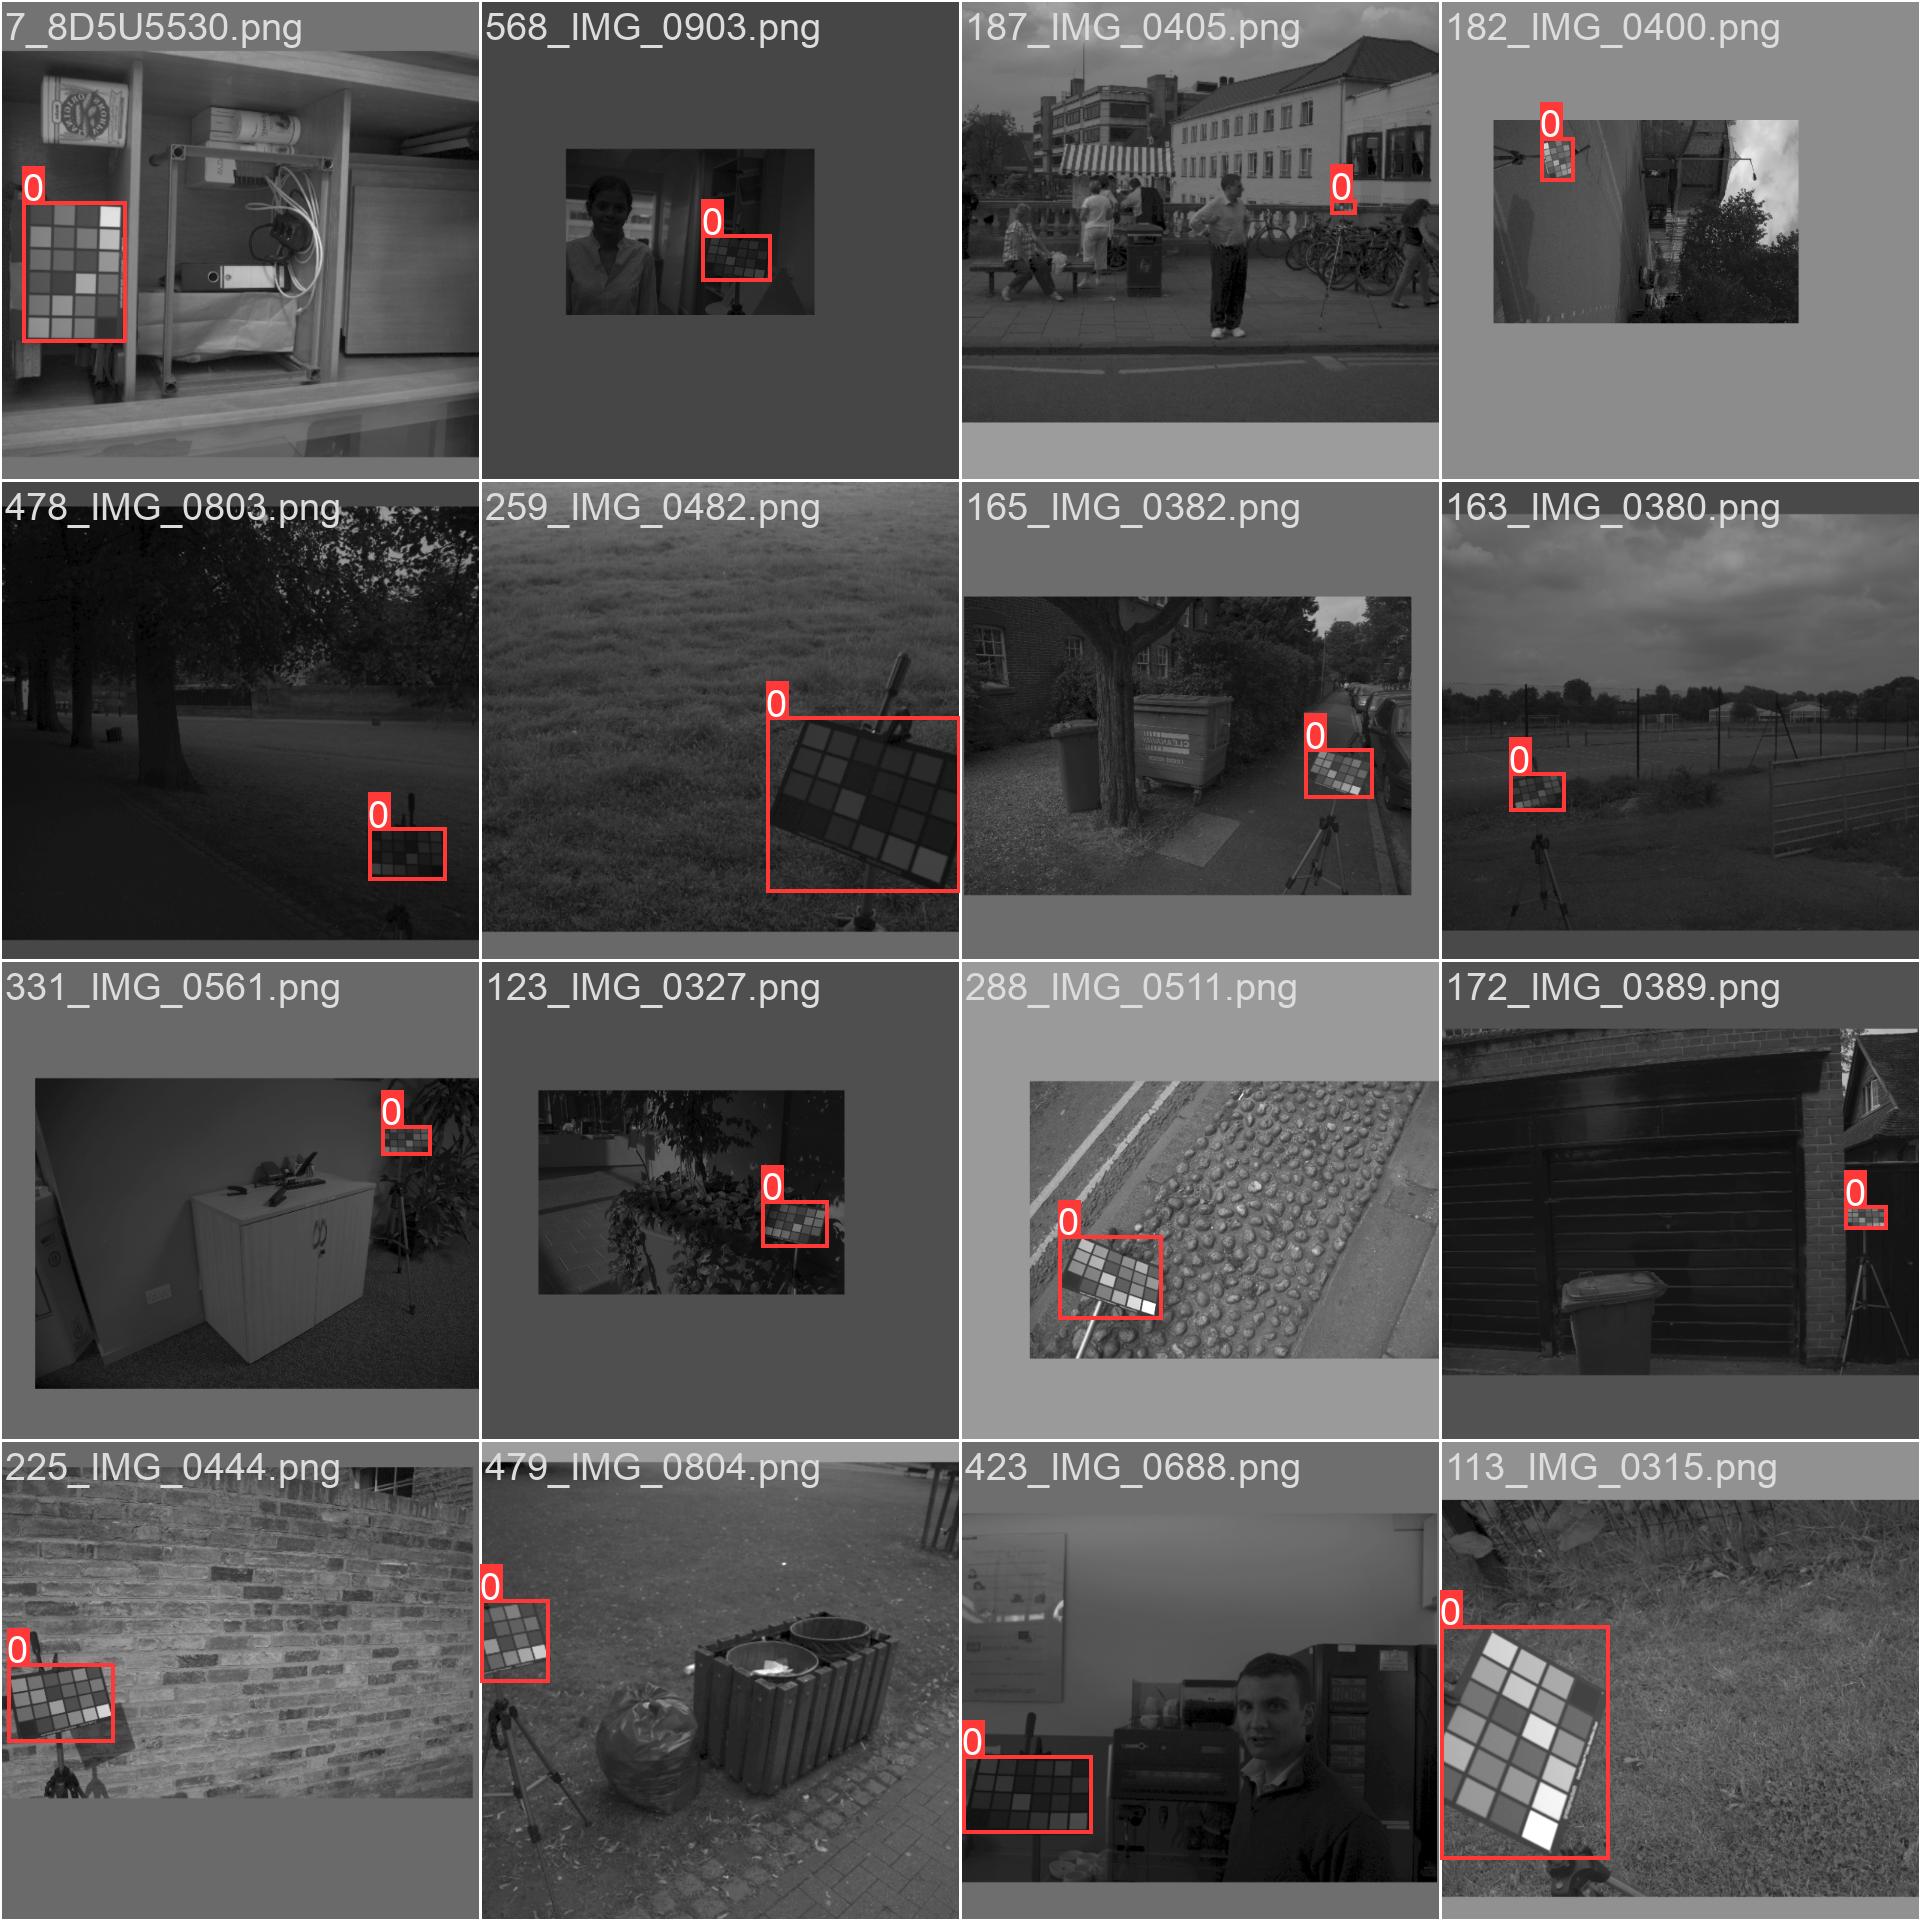 7_8D5U5530.png
568_IMG_0903.png
187_IMG_0405.png
182_IMG_0400.png
0
0
0
0
478_IMG_0803.png
259_IMG_0482.png
165_IMG_0382.png
163_IMG_0380.png
0
0
0
0
CLEANAWAY
331_IMG_0561.png
123_IMG_0327.png
288_IMG_0511.png
172_IMG_0389.png
0
0
0
0
225_IMG_0444.png
479_IMG_0804.png
423_IMG_0688.png
113_IMG_0315.png
0
0
0
0